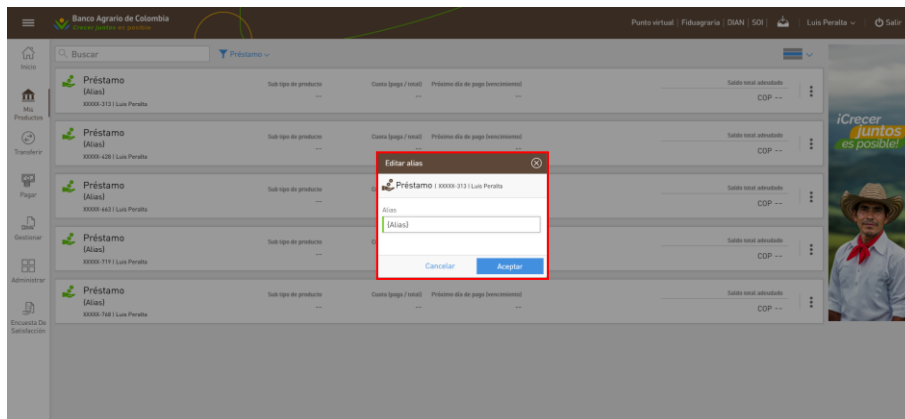 Banco Agrario de Colombia
Crecer juntos es posible
Punto virtual | Fiduagraria | DIAN | SOI | Luis Peralta Salir
Inicio
Mis Productos
Transferir
Pagar
Gestionar
Administrar
Encuesta De Satisfacción
Buscar
Préstamo
Préstamo
(Alias)
XXXXX-313 | Luis Peralta
Sub tipo de producto
--
Cuota (paga / total)
--
Próximo día de pago (vencimiento)
--
Saldo total adeudado
COP --
Préstamo
(Alias)
XXXXX-428 | Luis Peralta
Sub tipo de producto
--
Cuota (paga / total)
Próximo día de pago (vencimiento)
Saldo total adeudado
COP --
Préstamo
(Alias)
XXXXX-663 | Luis Peralta
Sub tipo de producto
--
Saldo total adeudado
COP --
Préstamo
(Alias)
XXXXX-719 | Luis Peralta
Sub tipo de producto
--
Saldo total adeudado
COP --
Préstamo
(Alias)
XXXXX-768 | Luis Peralta
Sub tipo de producto
--
Cuota (paga / total)
--
Próximo día de pago (vencimiento)
--
Saldo total adeudado
COP --
Editar alias
Préstamo | XXXXX-313 | Luis Peralta
Alias
(Alias)
Cancelar
Aceptar
¡Crecer
juntos
es posible!